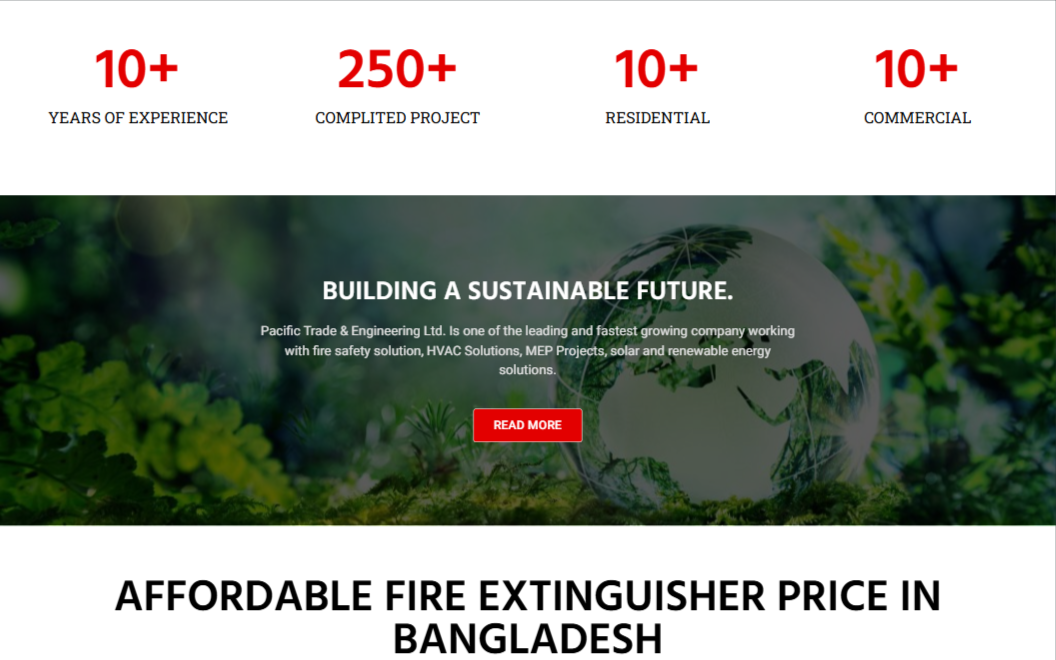 10+ 250+ 10+ 10+
YEARS OF EXPERIENCE COMPLITED PROJECT RESIDENTIAL COMMERCIAL
BUILDING A SUSTAINABLE FUTURE.
Pacific Trade & Engineering Ltd. Is one of the leading and fastest growing company working
with fire safety solution, HVAC Solutions, MEP Projects, solar and renewable energy
solutions.
READ MORE
AFFORDABLE FIRE EXTINGUISHER PRICE IN
BANGLADESH